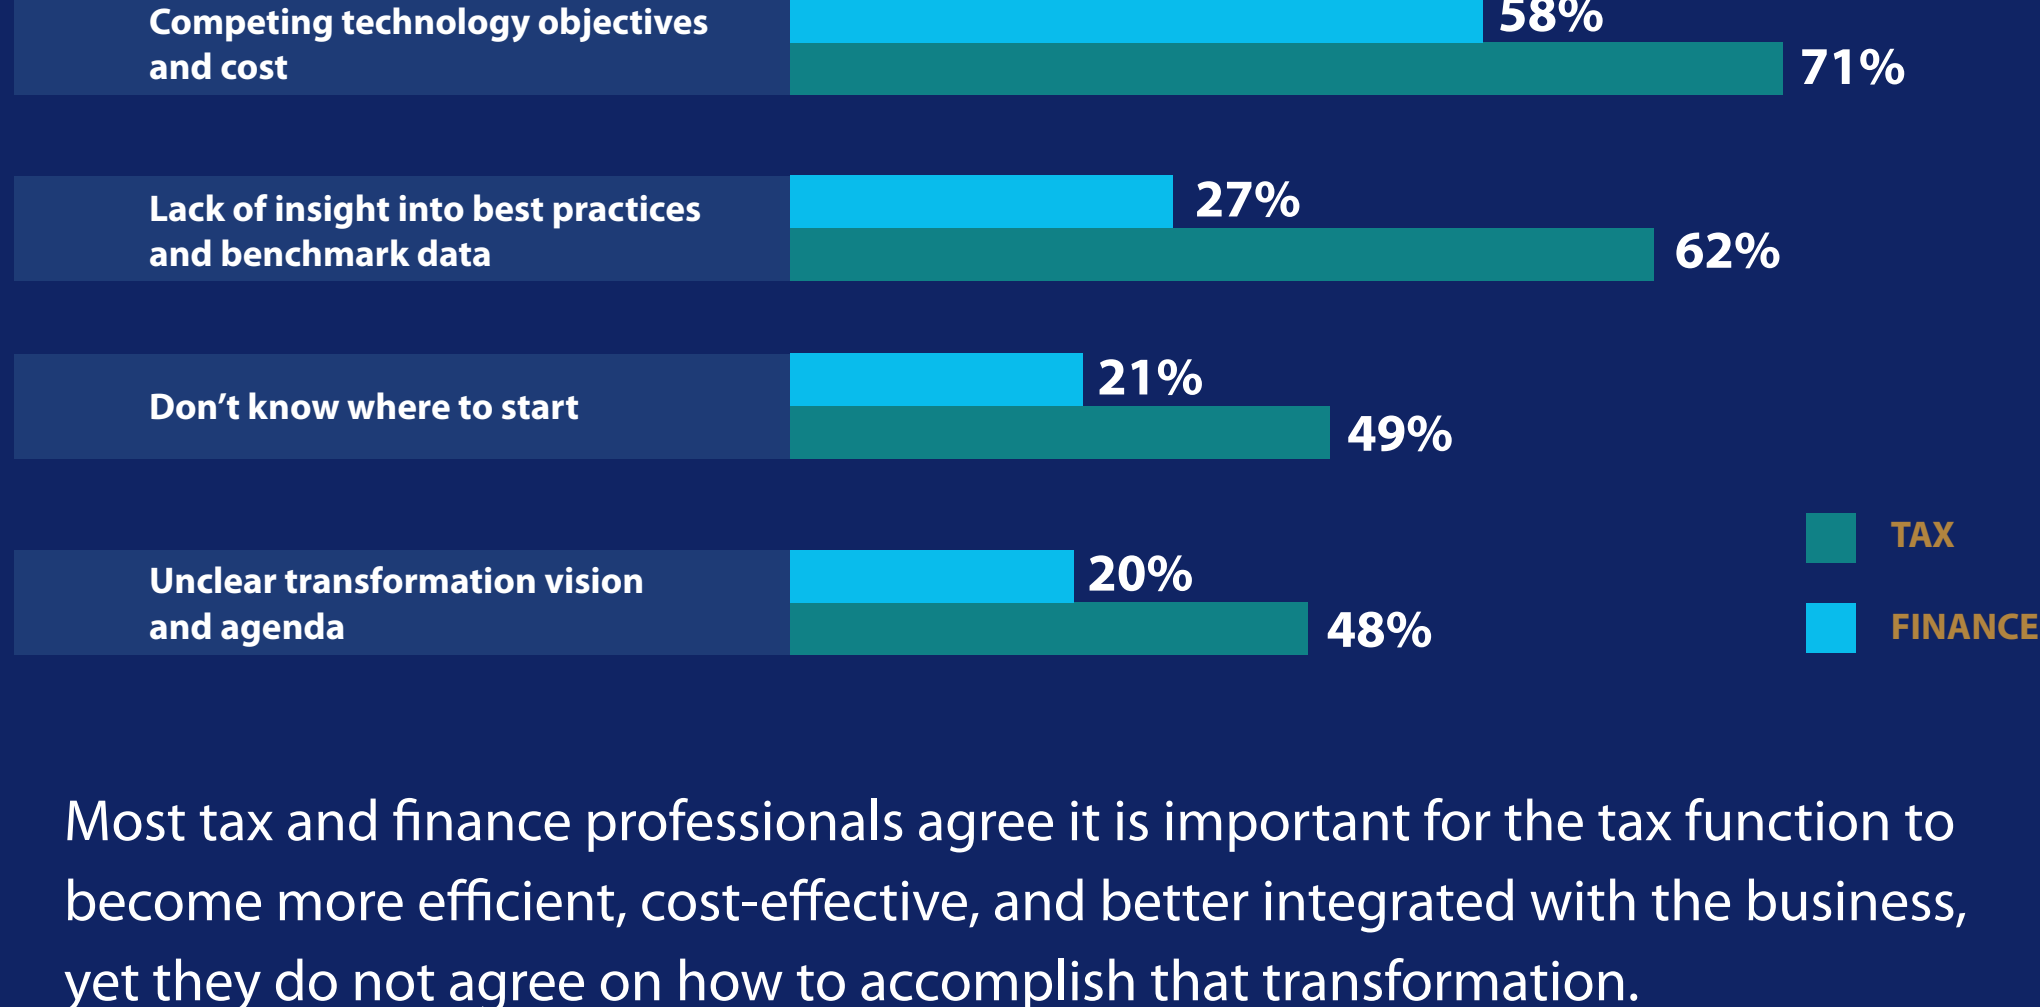 Competing technology objectives
and cost
58%
71%
Lack of insight into best practices
and benchmark data
27%
62%
Don’t know where to start
21%
49%
Unclear transformation vision
and agenda
20%
48%
TAX
FINANCE
Most tax and finance professionals agree it is important for the tax function to
become more efficient, cost-effective, and better integrated with the business,
yet they do not agree on how to accomplish that transformation.